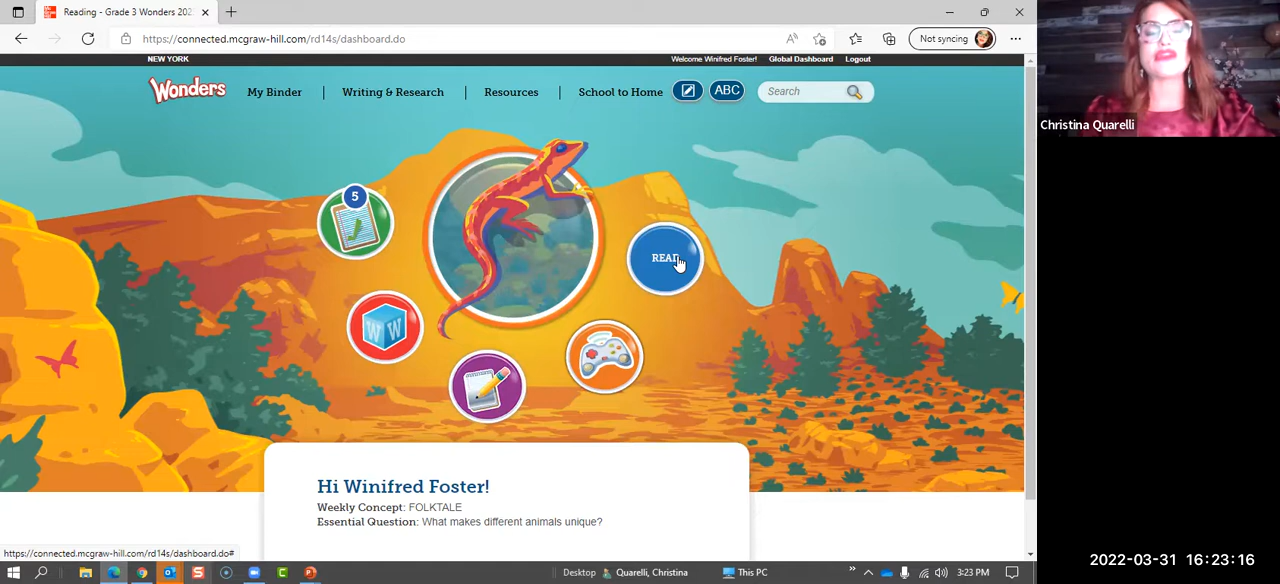 Reading - Grade 3 Wonders 202
https://connected.mcgraw-hill.com/rd14s/dashboard.do
Not syncing
NEW YORK
Welcome Winifred Foster!
Global Dashboard
Logout
Wonders
My Binder
Writing & Research
Resources
School to Home
ABC
Search
Christina Quarelli
5
READ
W W
Hi Winifred Foster!
Weekly Concept: FOLKTALE
Essential Question: What makes different animals unique?
https://connected.mcgraw-hill.com/rd14s/dashboard.do#
Desktop
Quarelli, Christina
This PC
3:23 PM
2022-03-31 16:23:16